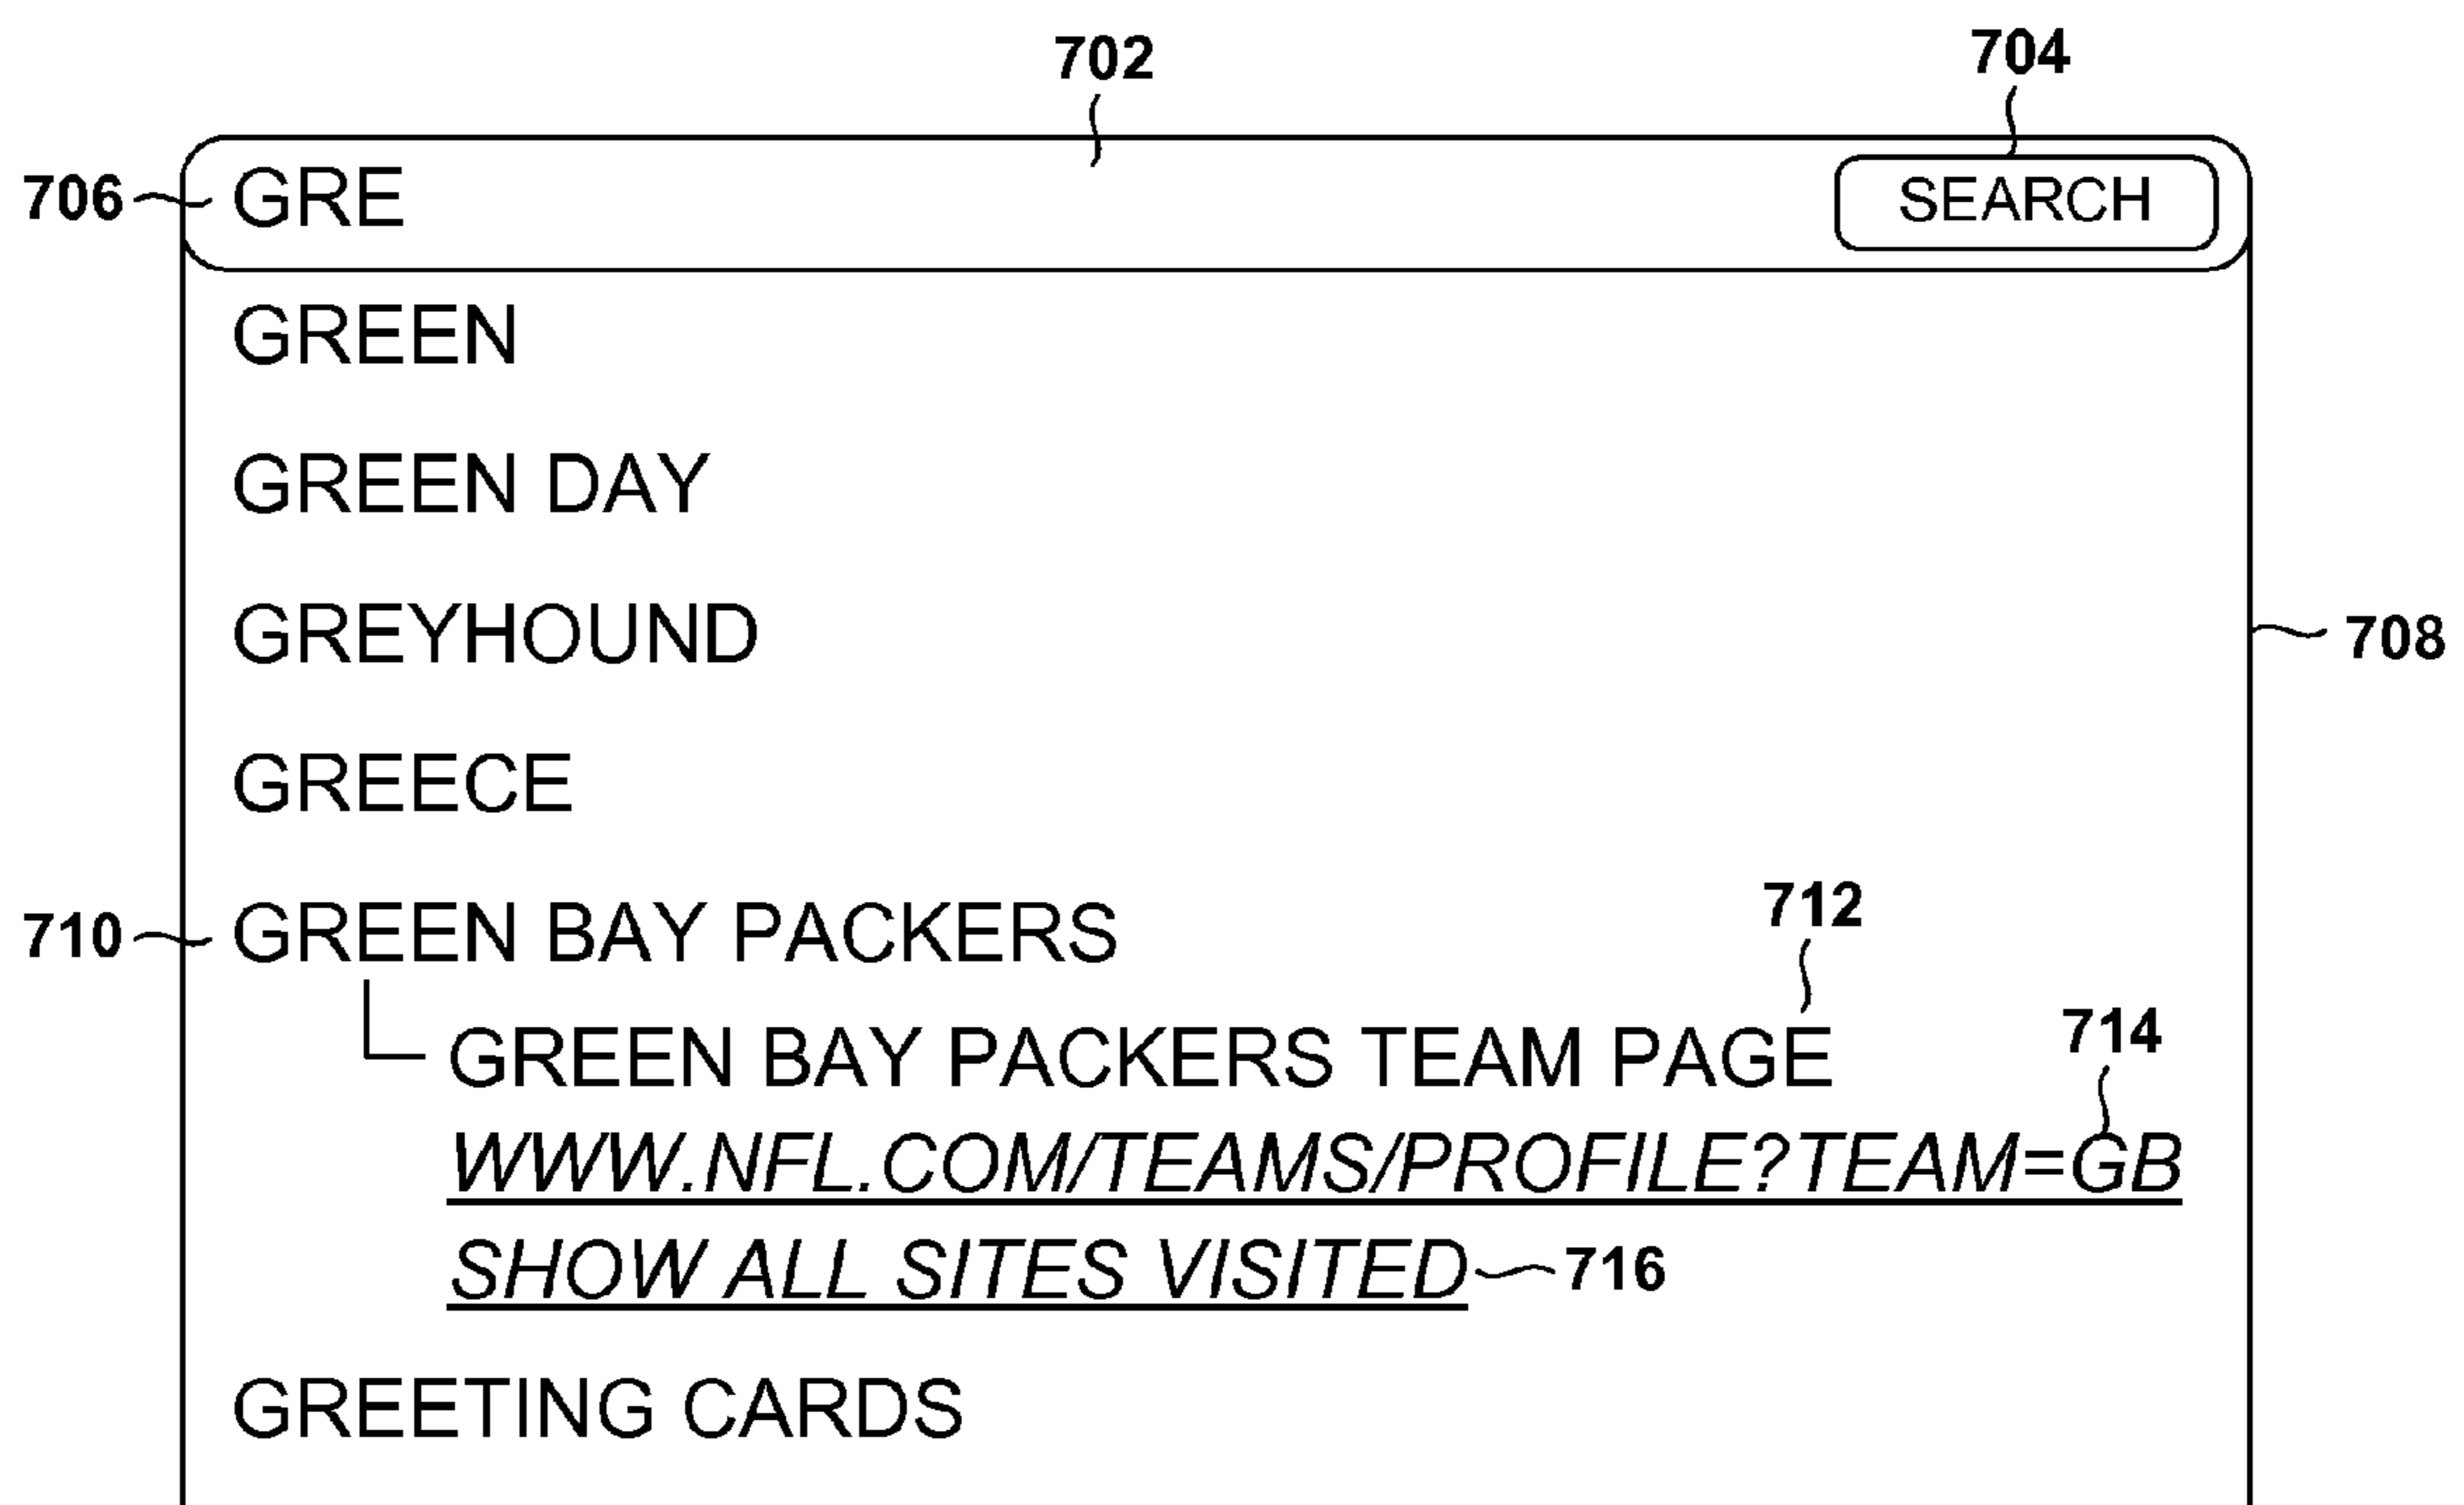 702
704
706 GRE SEARCH
GREEN
GREEN DAY
GREYHOUND
708
GREECE
712
710 GREEN BAY PACKERS
714
GREEN BAY PACKERS TEAM PAGE
WWW.NFL.COM/TEAMS/PROFILE?TEAM=GB
SHOW ALL SITES VISITED 716
GREETING CARDS